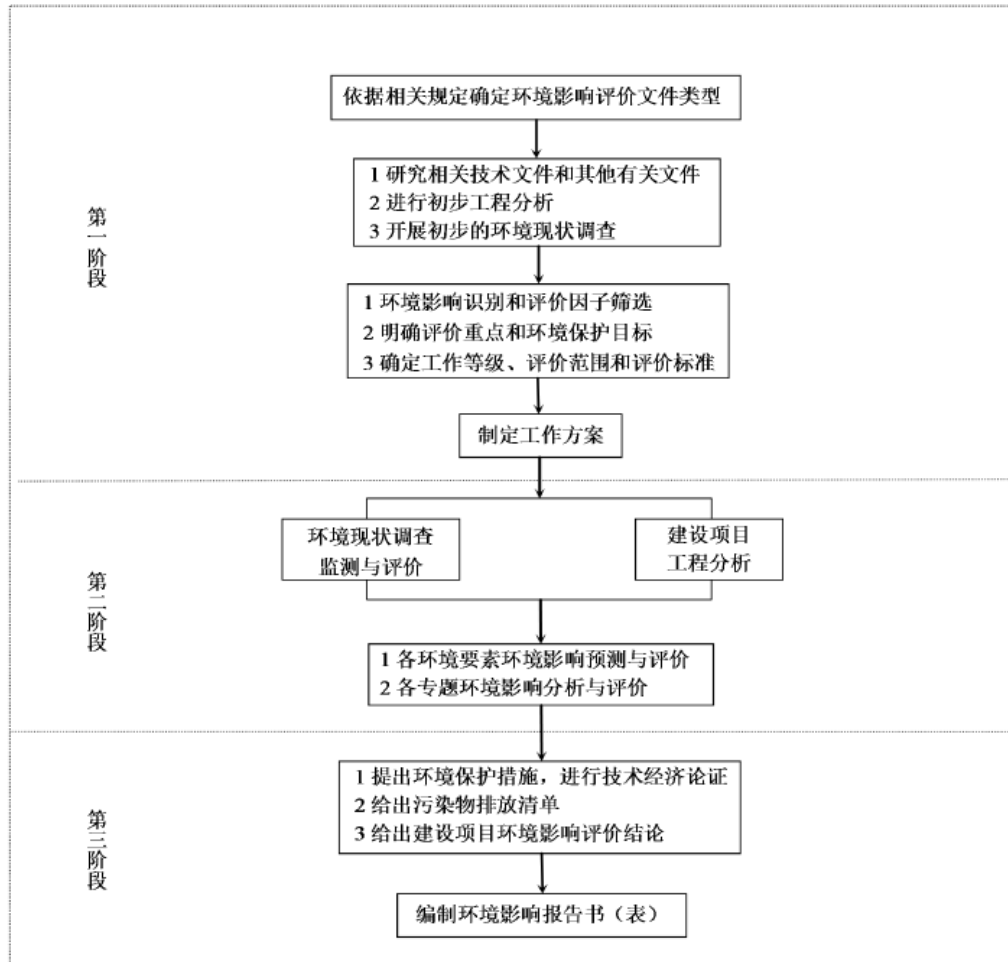 依据相关规定确定环境影响评价文件类型
1 研究相关技术文件和其他有关文件
2 进行初步工程分析
3 开展初步的环境现状调查
第一阶段
1 环境影响识别和评价因子筛选
2 明确评价重点和环境保护目标
3 确定工作等级、评价范围和评价标准
制定工作方案
环境现状调查
监测与评价
建设项目
工程分析
第二阶段
1 各环境要素环境影响预测与评价
2 各专题环境影响分析与评价
1 提出环境保护措施，进行技术经济论证
2 给出污染物排放清单
3 给出建设项目环境影响评价结论
第三阶段
编制环境影响报告书（表）